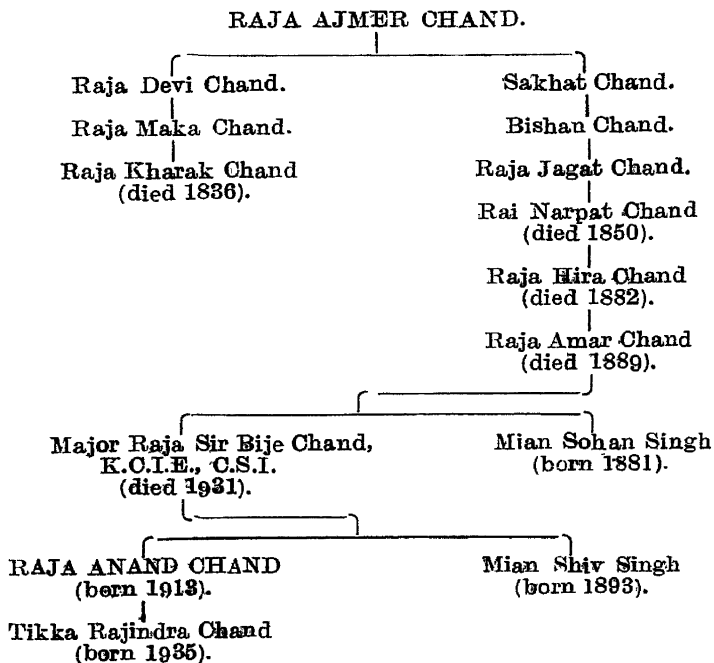 RAJA AJMER CHAND.
Raja Devi Chand.
Sakhat Chand.
Raja Maka Chand.
Bishan Chand.
Raja Kharak Chand
(died 1836).
Raja Jagat Chand.
Rai Narpat Chand
(died 1850).
Raja Hira Chand
(died 1882).
Raja Amar Chand
(died 1889).
Major Raja Sir Bije Chand,
K.C.I.E., C.S.I.
(died 1931).
Mian Sohan Singh
(born 1881).
RAJA ANAND CHAND
(born 1913).
Mian Shiv Singh
(born 1893).
Tikka Rajindra Chand
(born 1935).